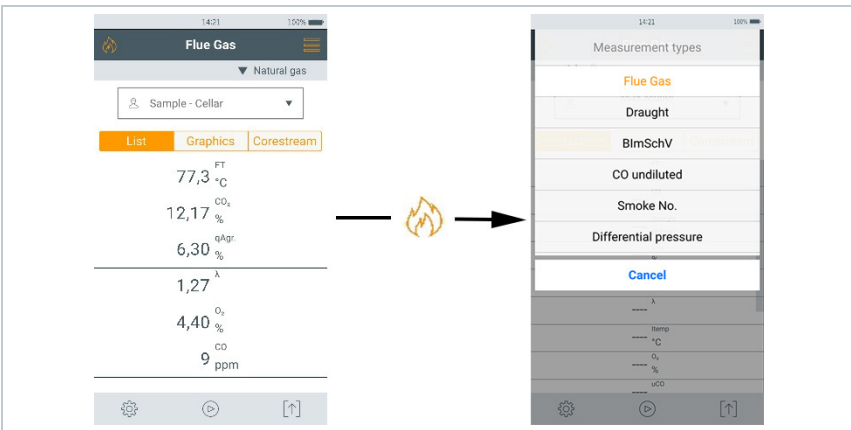 14:21 100%
Flue Gas
▼ Natural gas
Sample - Cellar ▼
List Graphics Corestream
FT
77,3 °C
CO₂
12,17 %
qAgr.
6,30 %
λ
1,27
O₂
4,40 %
CO
9 ppm
14:21 100%
Measurement types
Flue Gas
Draught
BImSchV
CO undiluted
Smoke No.
Differential pressure
Cancel
λ
----
Itemp
---- °C
O₂
---- %
uCO
----